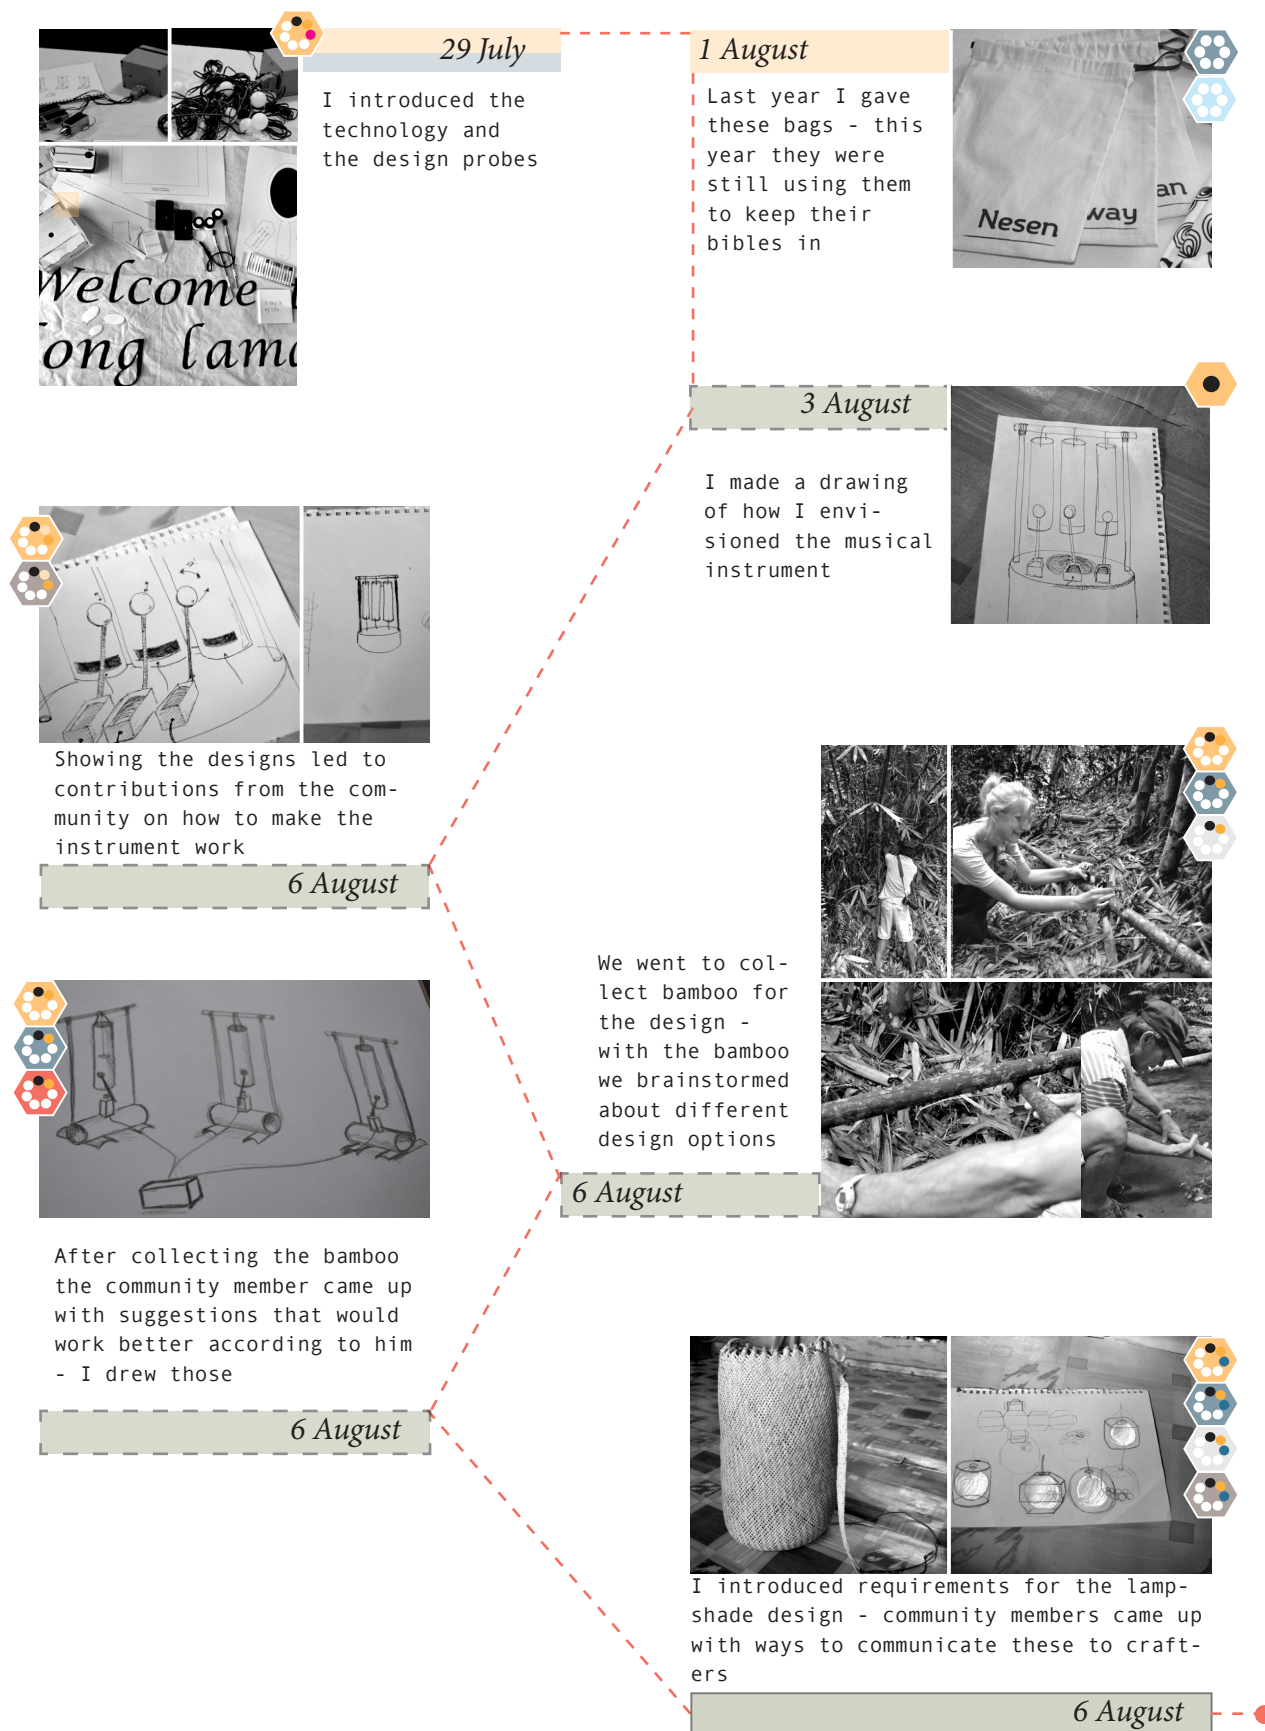 29 July
I introduced the
technology and
the design probes
Welcome
long lama
1 August
Last year I gave
these bags - this
year they were
still using them
to keep their
bibles in
Nesen
way
an
3 August
I made a drawing
of how I envi-
sioned the musical
instrument
Showing the designs led to
contributions from the com-
munity on how to make the
instrument work
6 August
We went to col-
lect bamboo for
the design -
with the bamboo
we brainstormed
about different
design options
6 August
After collecting the bamboo
the community member came up
with suggestions that would
work better according to him
- I drew those
6 August
I introduced requirements for the lamp-
shade design - community members came up
with ways to communicate these to craft-
ers
6 August